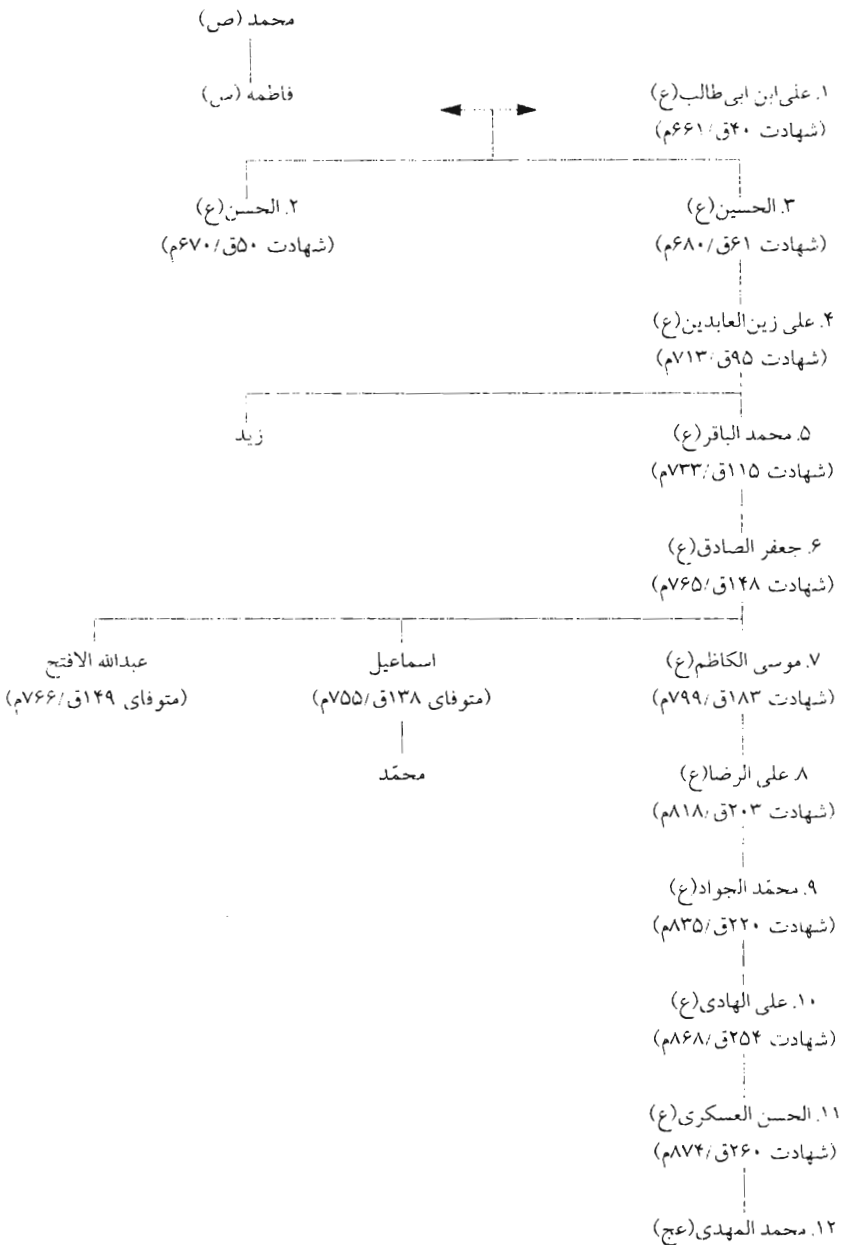 محمد (ص)
فاطمه (س)
۱. علی‌ابن ابی‌طالب(ع)
(شهادت ۴۰ق/۶۶۱م)
۳. الحسین(ع)
(شهادت ۶۱ق/۶۸۰م)
۲. الحسن(ع)
(شهادت ۵۰ق/۶۷۰م)
۴. علی زین‌العابدین(ع)
(شهادت ۹۵ق/۷۱۳م)
۵. محمد الباقر(ع)
(شهادت ۱۱۵ق/۷۳۳م)
زید
۶. جعفر الصادق(ع)
(شهادت ۱۴۸ق/۷۶۵م)
۷. موسی الکاظم(ع)
(شهادت ۱۸۳ق/۷۹۹م)
اسماعیل
(متوفای ۱۳۸ق/۷۵۵م)
عبدالله الافتح
(متوفای ۱۴۹ق/۷۶۶م)
محمّد
۸. علی الرضا(ع)
(شهادت ۲۰۳ق/۸۱۸م)
۹. محمّد الجواد(ع)
(شهادت ۲۲۰ق/۸۳۵م)
۱۰. علی الهادی(ع)
(شهادت ۲۵۴ق/۸۶۸م)
۱۱. الحسن العسکری(ع)
(شهادت ۲۶۰ق/۸۷۴م)
۱۲. محمد المهدی(عج)